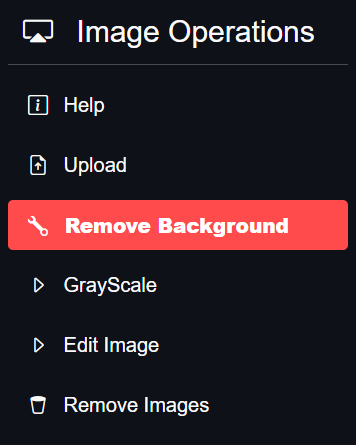 Image Operations
Help
Upload
Remove Background
GrayScale
Edit Image
Remove Images